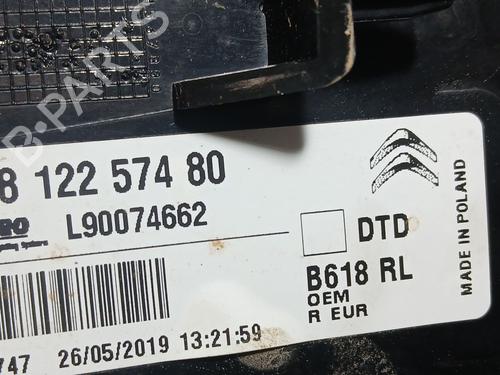 B-PARTS
8 122 574 80
L90074662
DTD
B618 RL
OEM
R EUR
MADE IN POLAND
747 26/05/2019 13:21:59